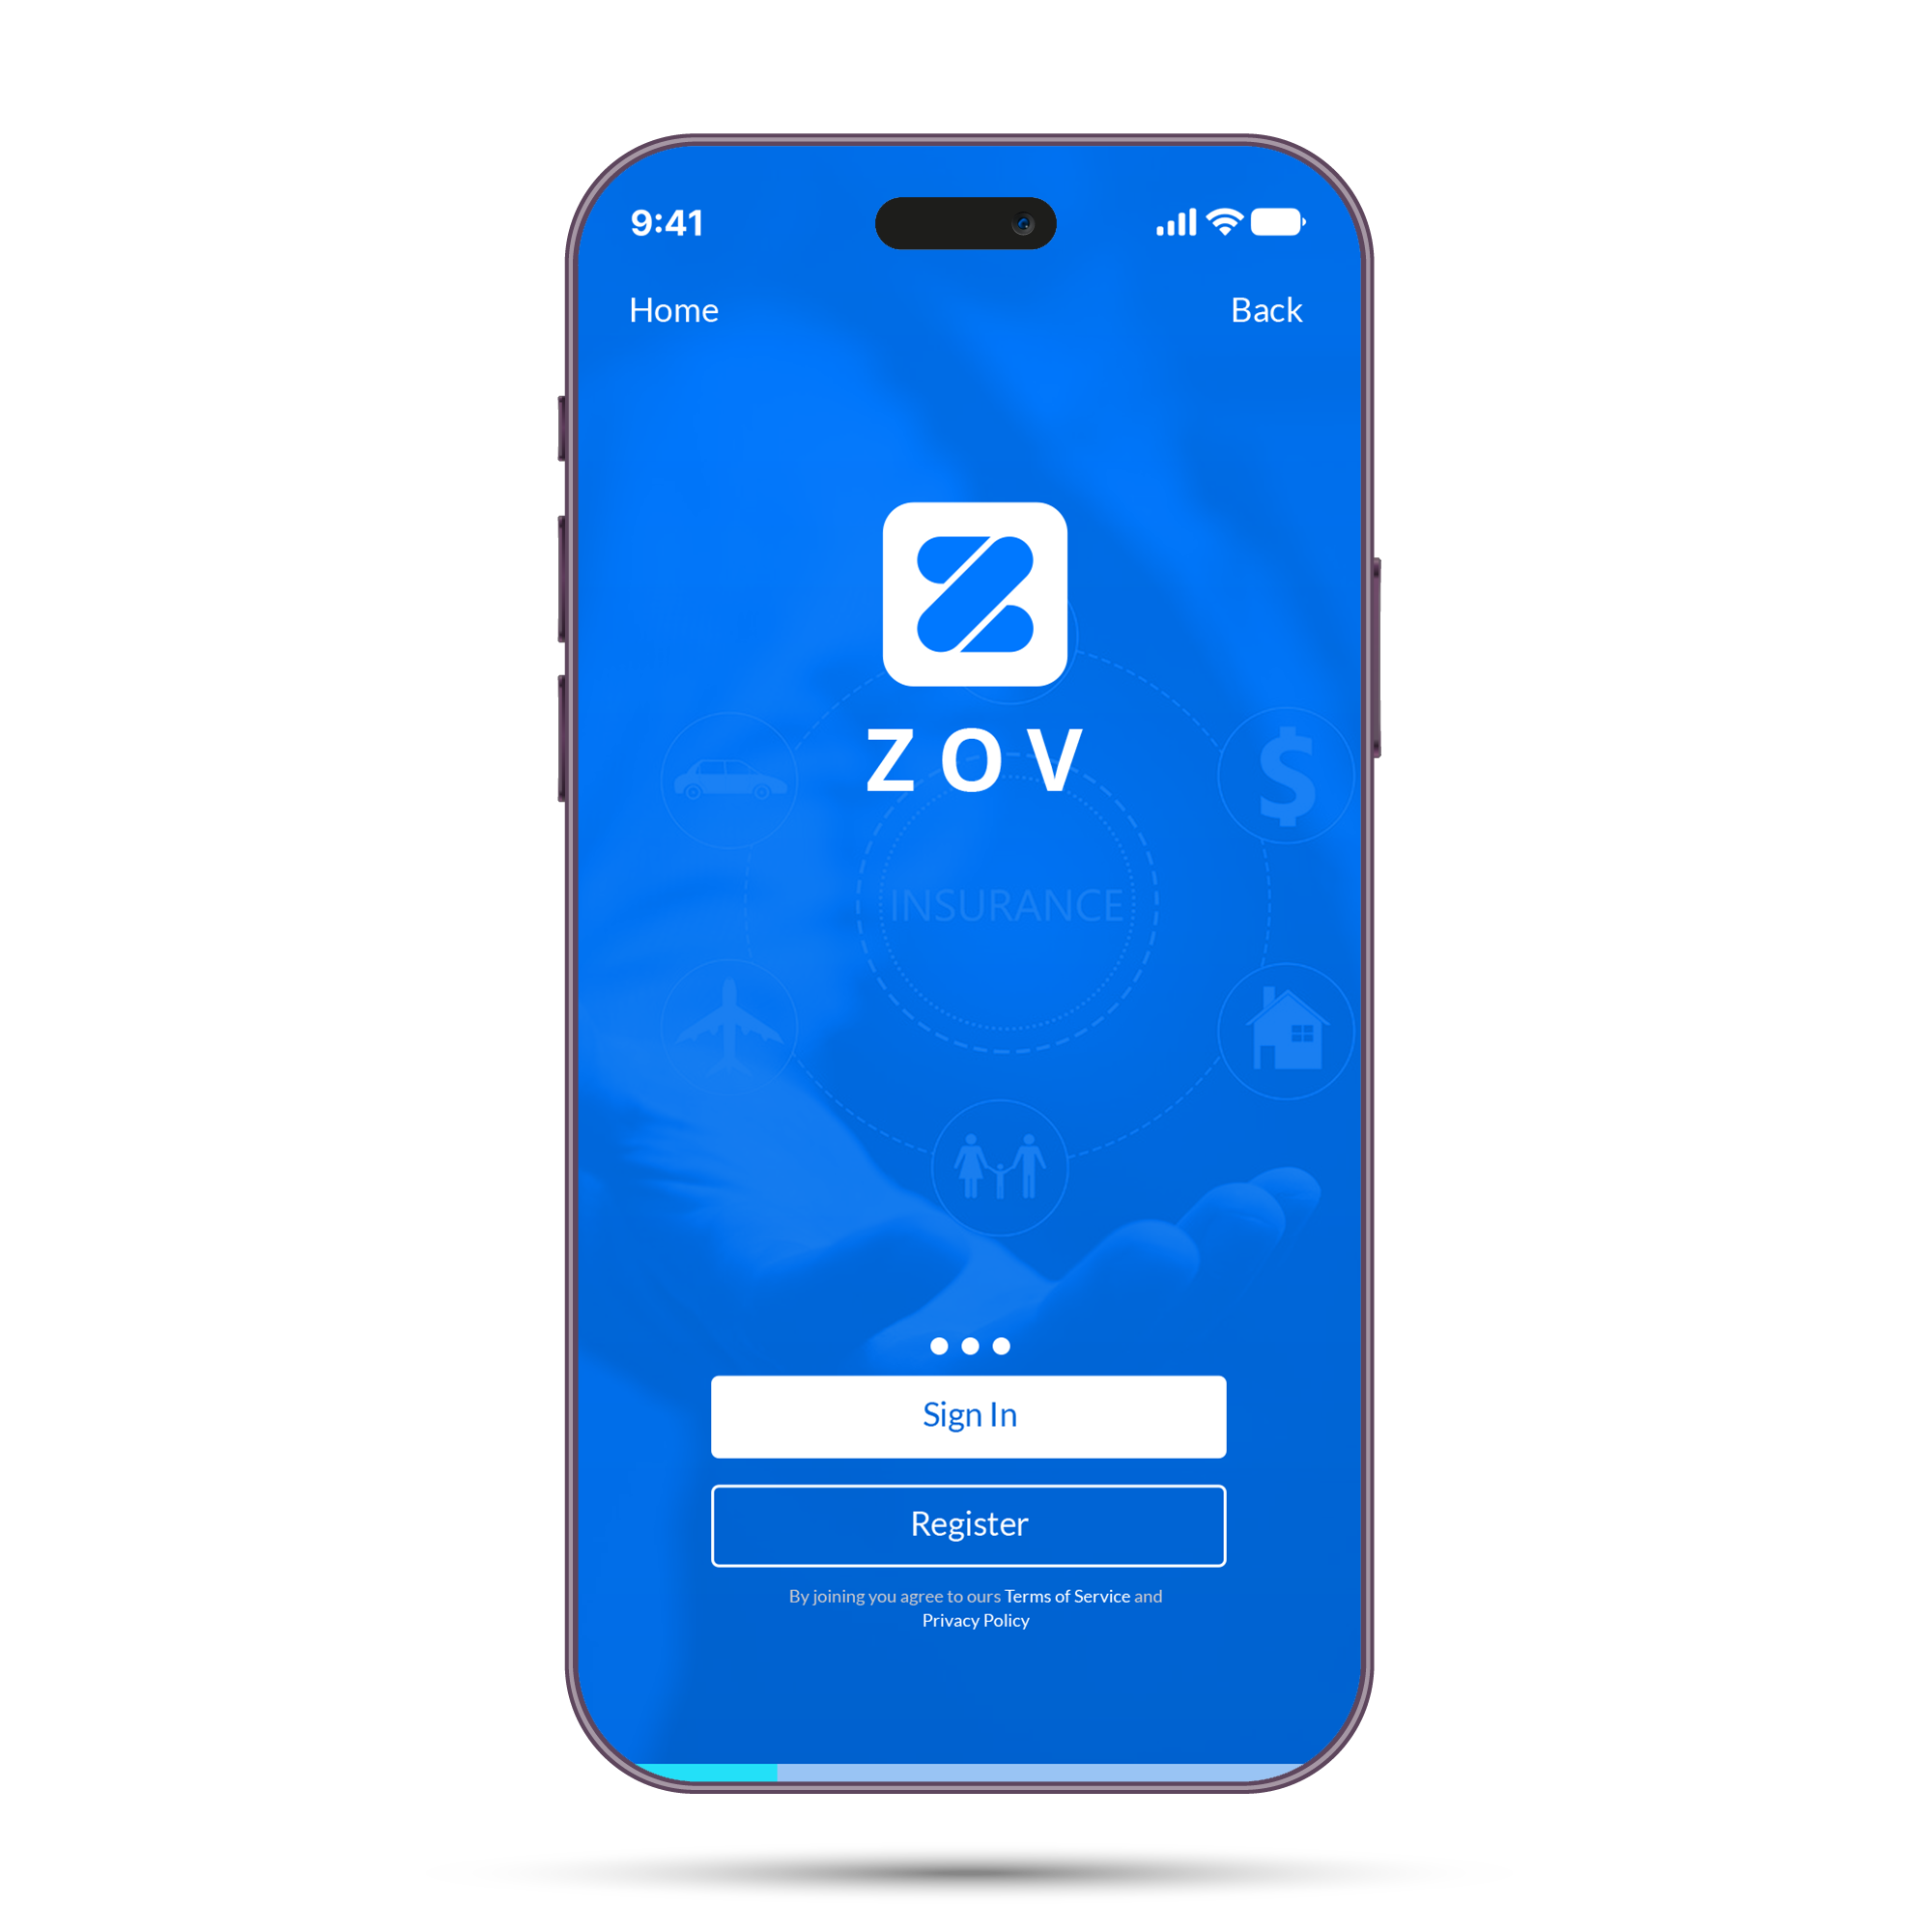 9:41
Home
Back
ZOV
$
INSURANCE
Sign In
Register
By joining you agree to ours Terms of Service and
Privacy Policy